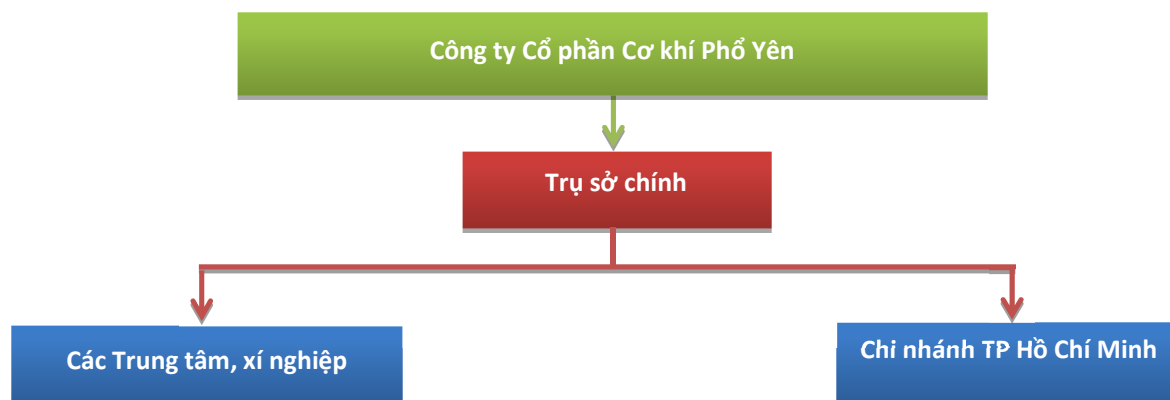 Công ty Cổ phần Cơ khí Phổ Yên
Trụ sở chính
Các Trung tâm, xí nghiệp
Chi nhánh TP Hồ Chí Minh